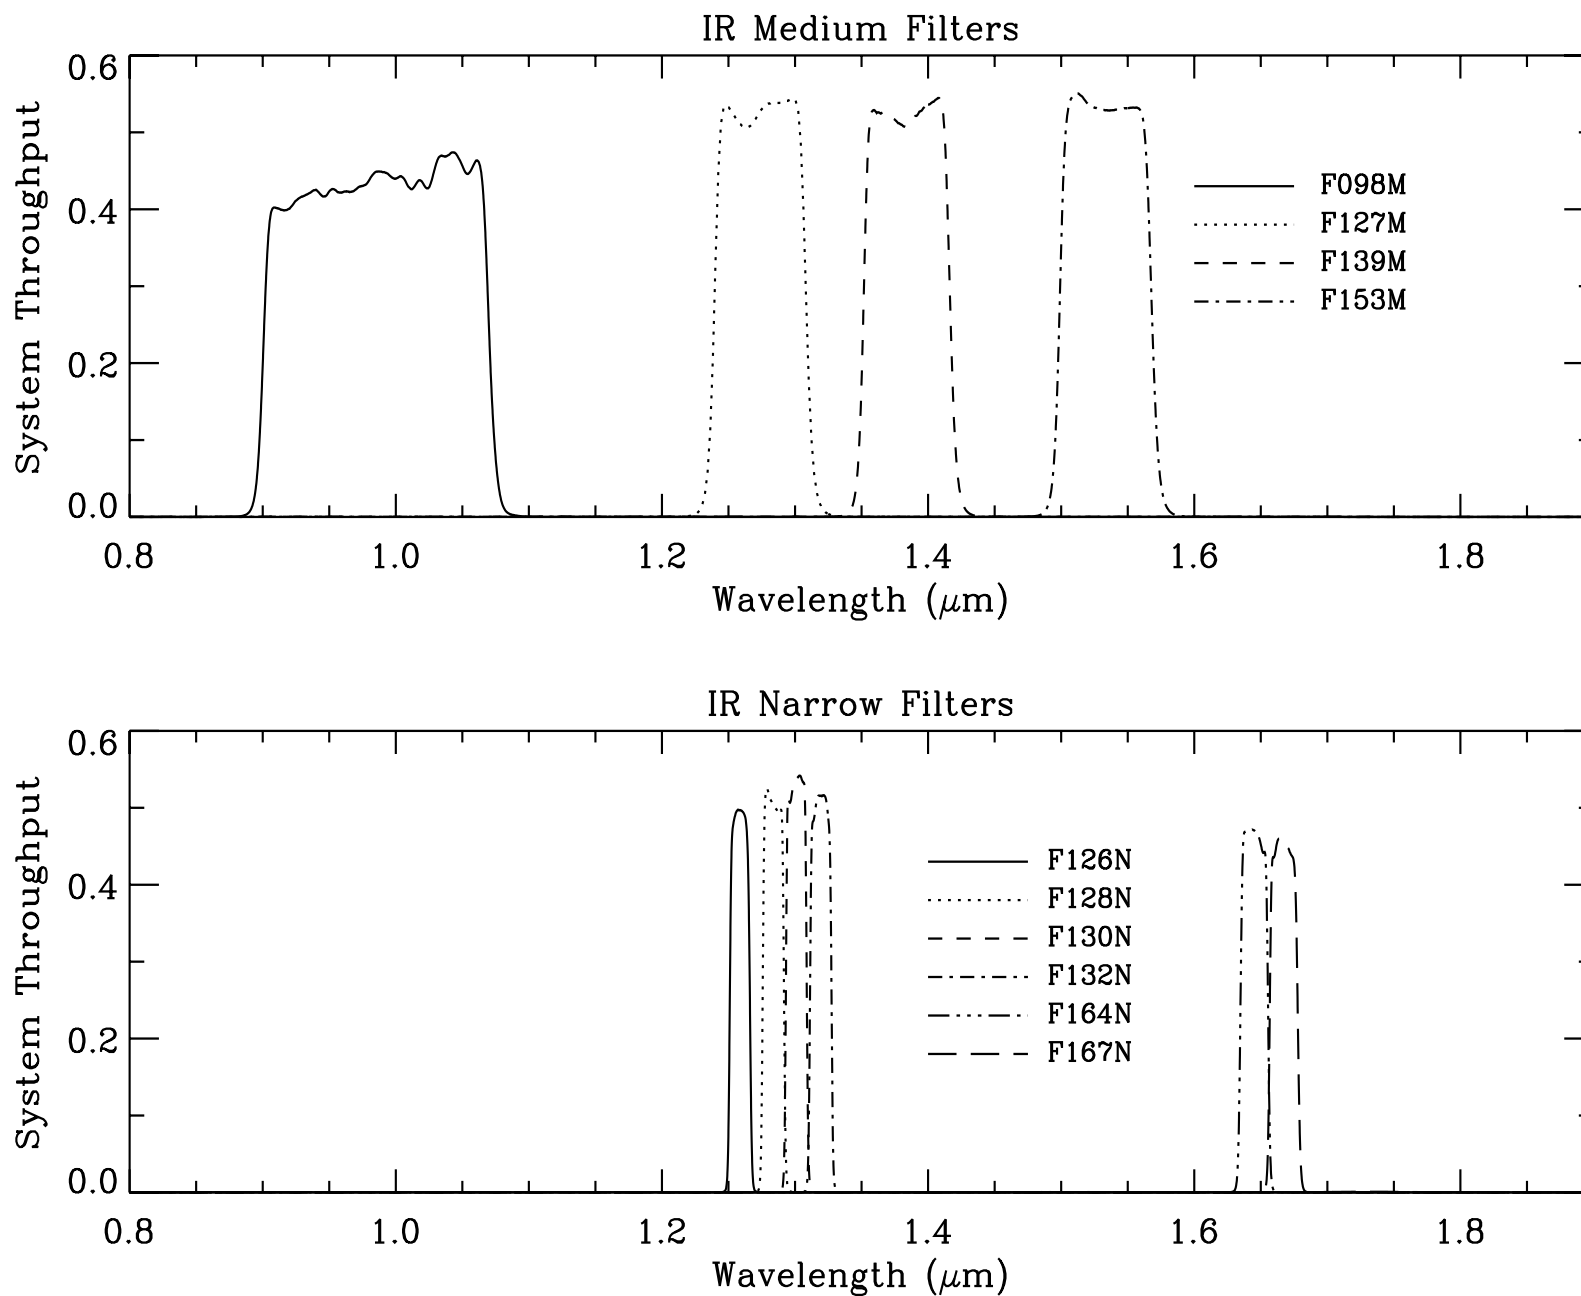 IR Medium Filters
System Throughput
0.6
0.4
0.2
0.0
F098M
F127M
F139M
F153M
0.8 1.0 1.2 1.4 1.6 1.8
Wavelength (μm)
IR Narrow Filters
System Throughput
0.6
0.4
0.2
0.0
F126N
F128N
F130N
F132N
F164N
F167N
0.8 1.0 1.2 1.4 1.6 1.8
Wavelength (μm)